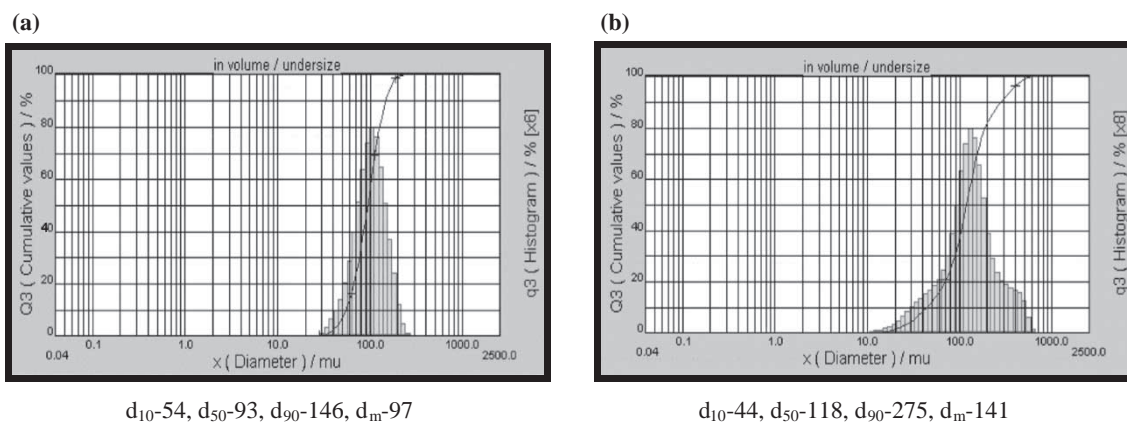 (a)
in volume / undersize
Q3 ( Cumulative values ) / %
100
80
60
40
20
0
q3 ( Histogram ) / % [x6]
0.04 0.1 1.0 10.0 100.0 1000.0 2500.0
x ( Diameter ) / mu
d10-54, d50-93, d90-146, dm-97
(b)
in volume / undersize
Q3 ( Cumulative values ) / %
100
80
60
40
20
0
q3 ( Histogram ) / % [x8]
0.04 0.1 1.0 10.0 100.0 1000.0 2500.0
x ( Diameter ) / mu
d10-44, d50-118, d90-275, dm-141